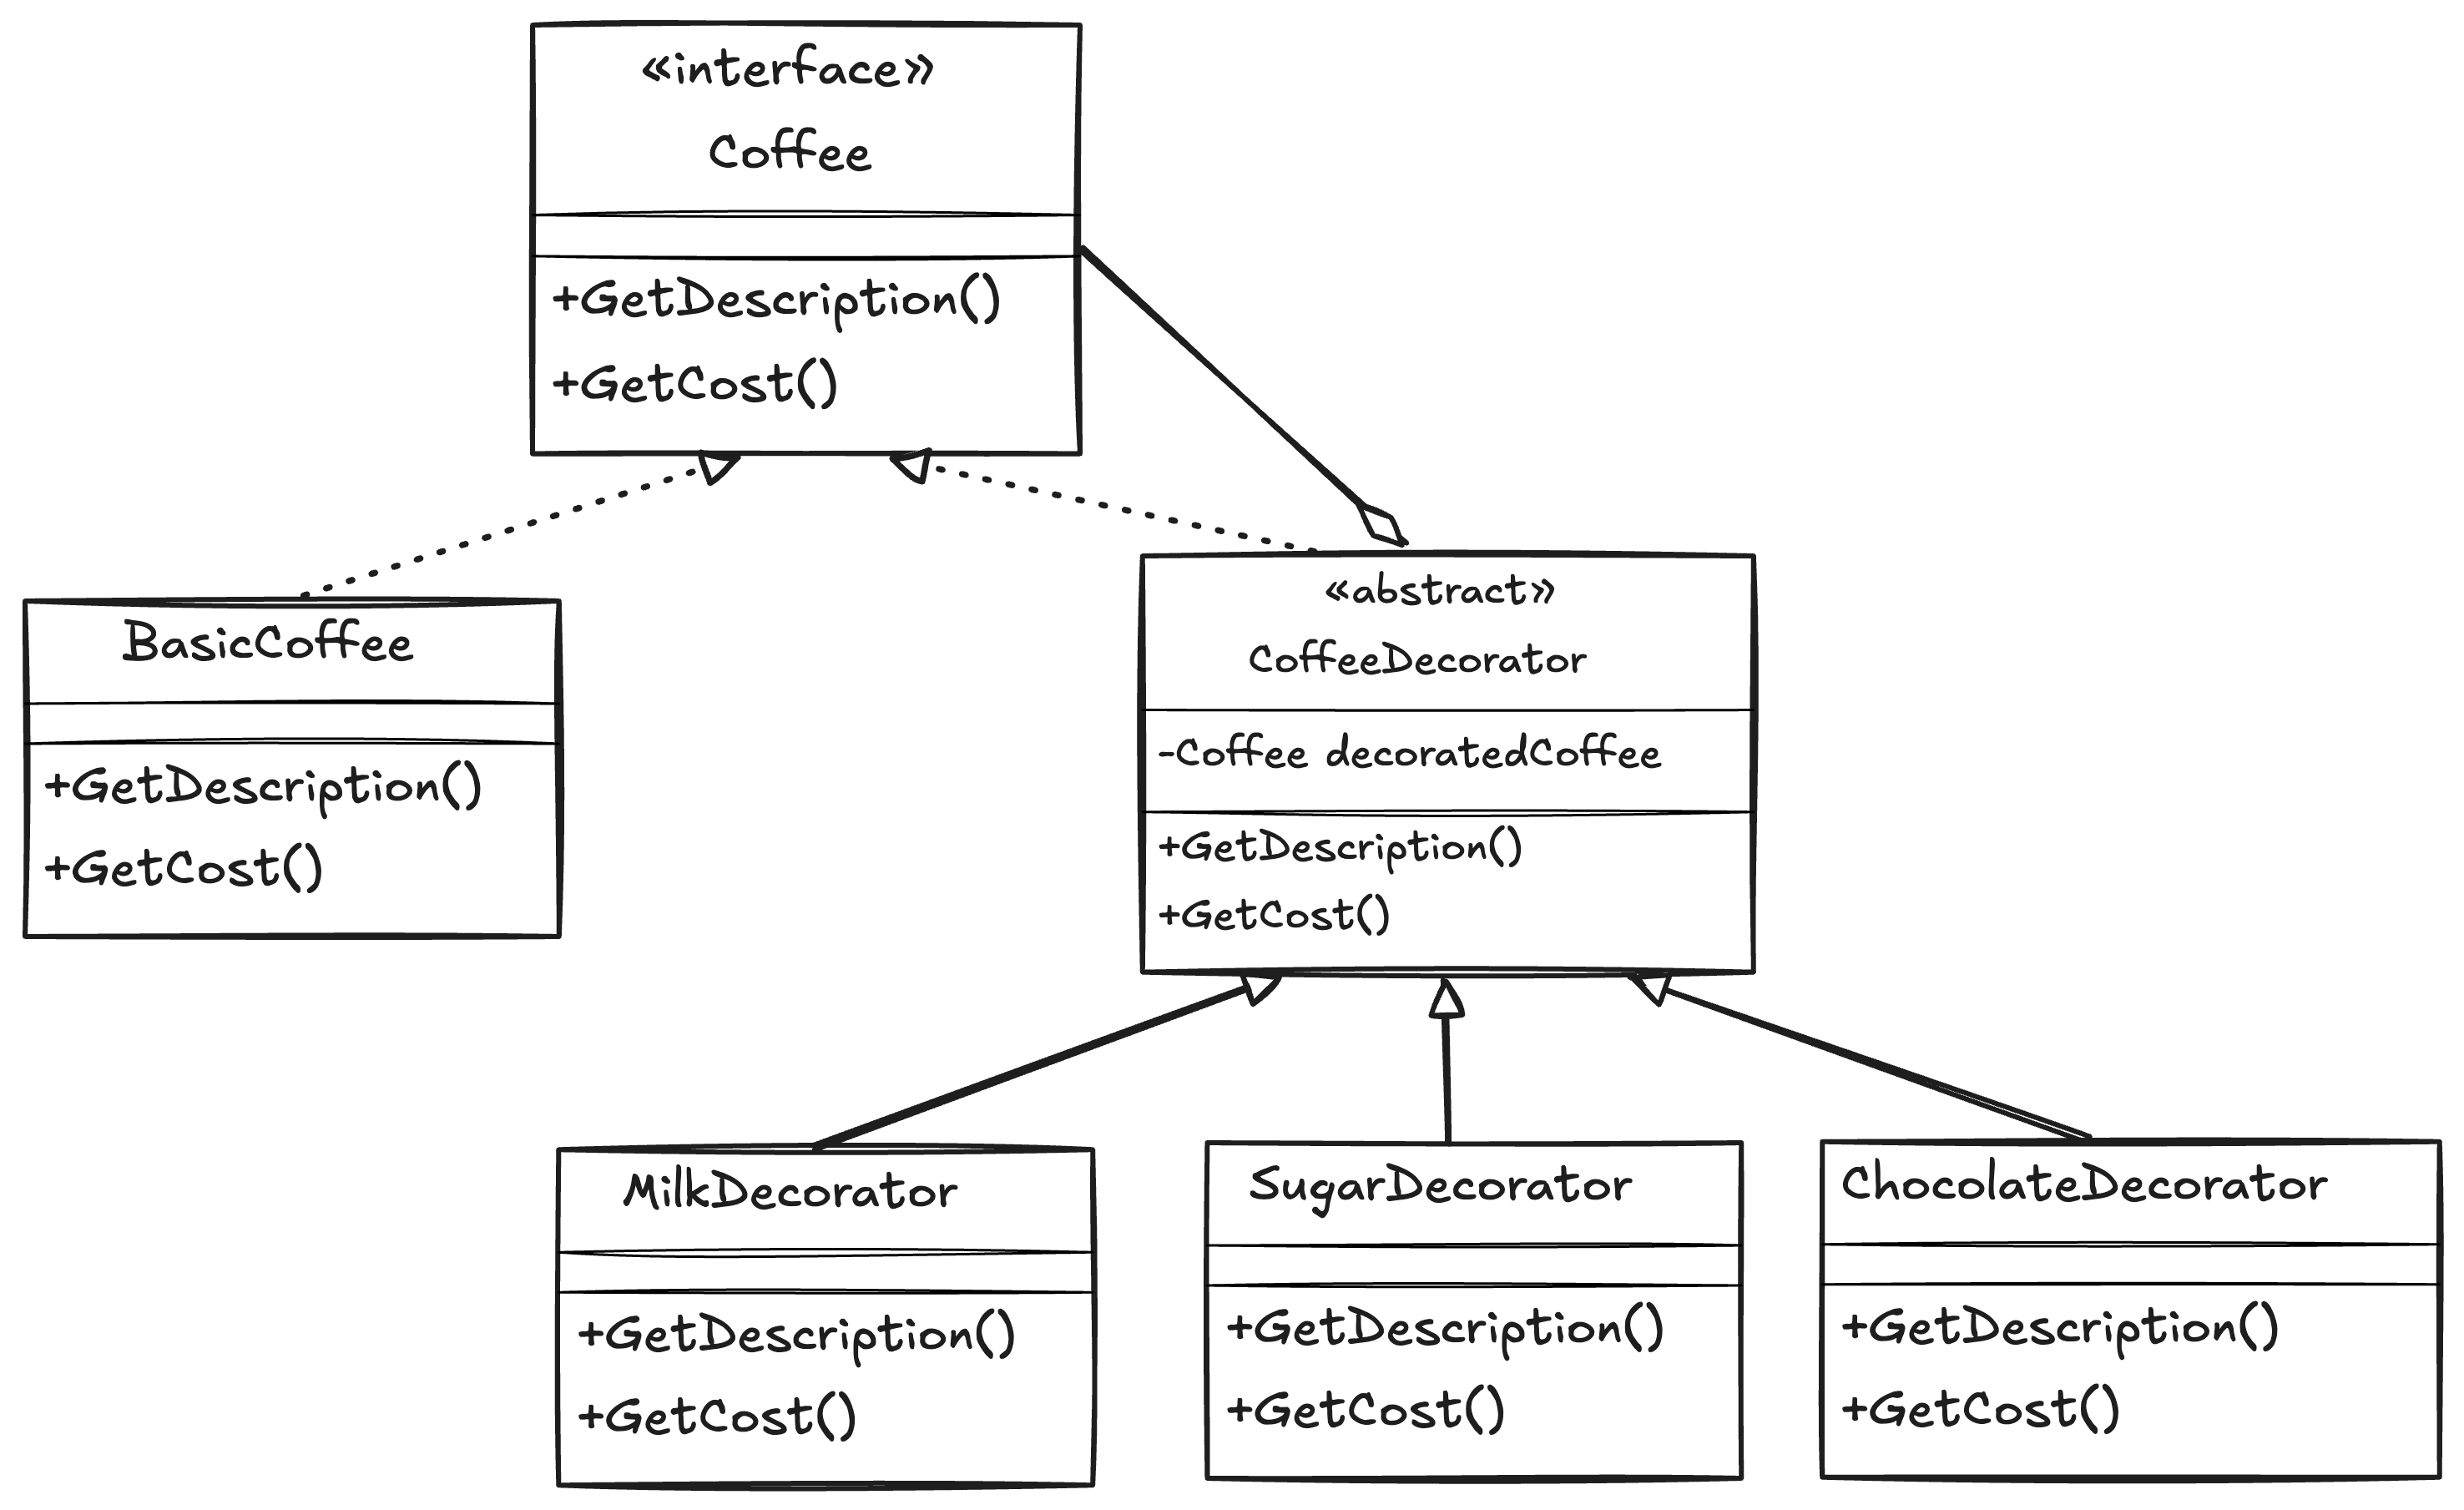 «interface»
Coffee
+GetDescription()
+GetCost()
BasicCoffee
+GetDescription()
+GetCost()
«abstract»
CoffeeDecorator
-Coffee decoratedCoffee
+GetDescription()
+GetCost()
MilkDecorator
+GetDescription()
+GetCost()
SugarDecorator
+GetDescription()
+GetCost()
ChocolateDecorator
+GetDescription()
+GetCost()